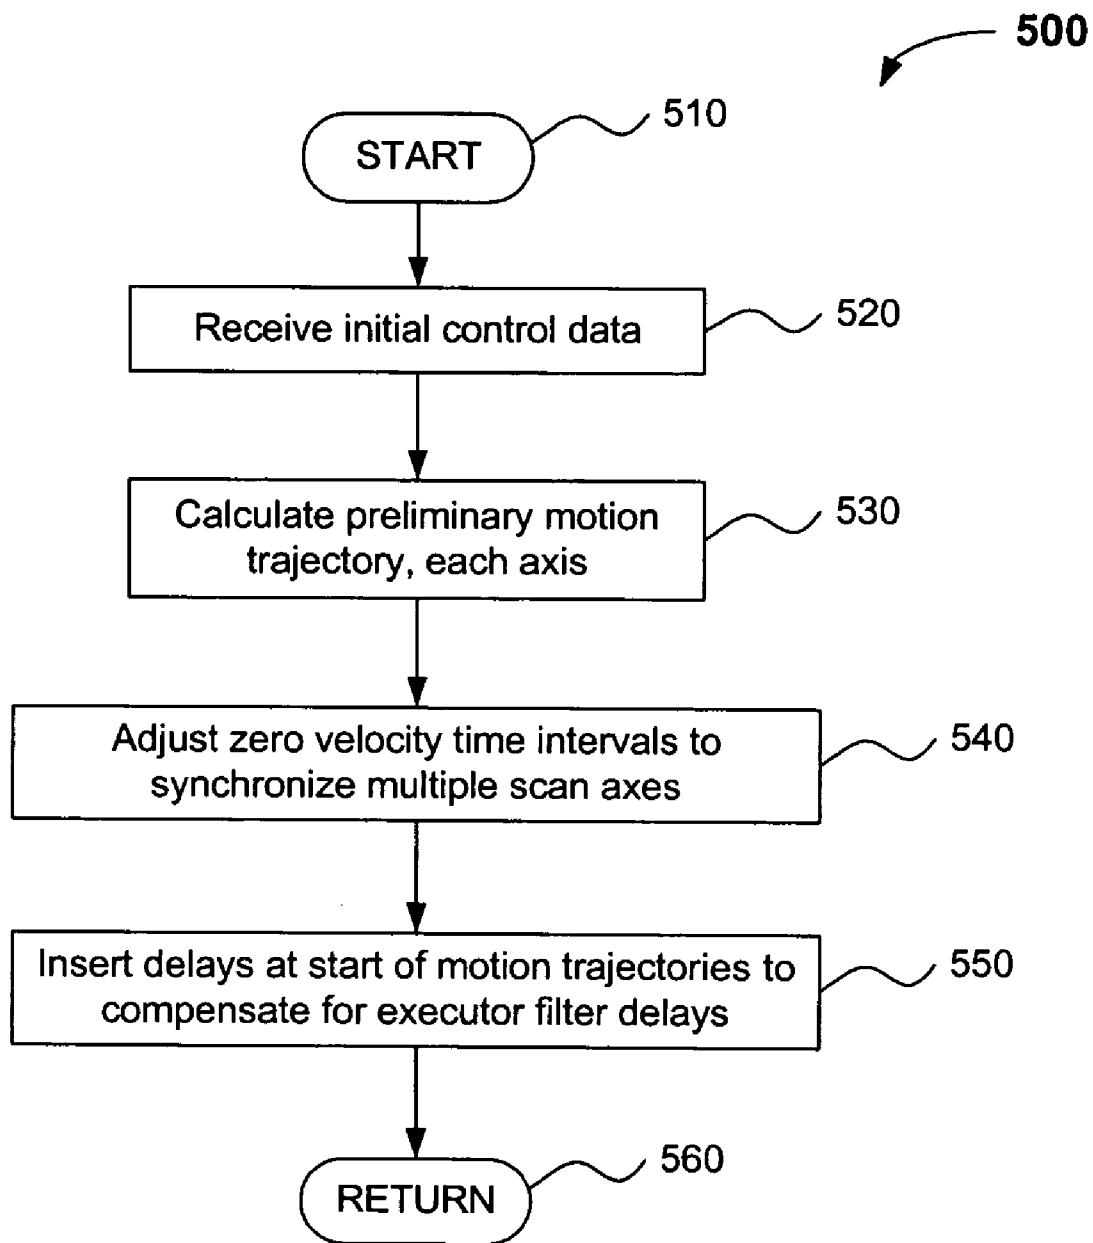 500
START
510
Receive initial control data
520
Calculate preliminary motion
trajectory, each axis
530
Adjust zero velocity time intervals to
synchronize multiple scan axes
540
Insert delays at start of motion trajectories to
compensate for executor filter delays
550
RETURN
560